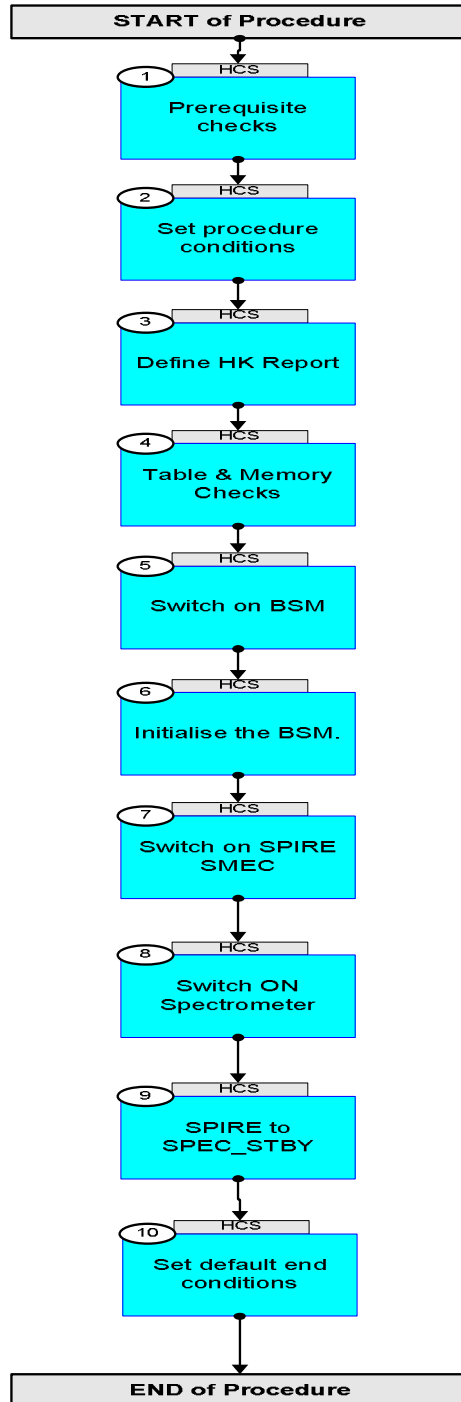 START of Procedure
HCS
1
Prerequisite
checks
HCS
2
Set procedure
conditions
HCS
3
Define HK Report
HCS
4
Table & Memory
Checks
HCS
5
Switch on BSM
HCS
6
Initialise the BSM.
HCS
7
Switch on SPIRE
SMEC
HCS
8
Switch ON
Spectrometer
HCS
9
SPIRE to
SPEC_STBY
HCS
10
Set default end
conditions
END of Procedure